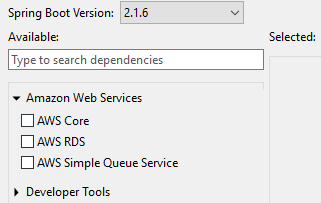 Spring Boot Version: 2.1.6
Available: Selected:
Type to search dependencies
Amazon Web Services
AWS Core
AWS RDS
AWS Simple Queue Service
Developer Tools